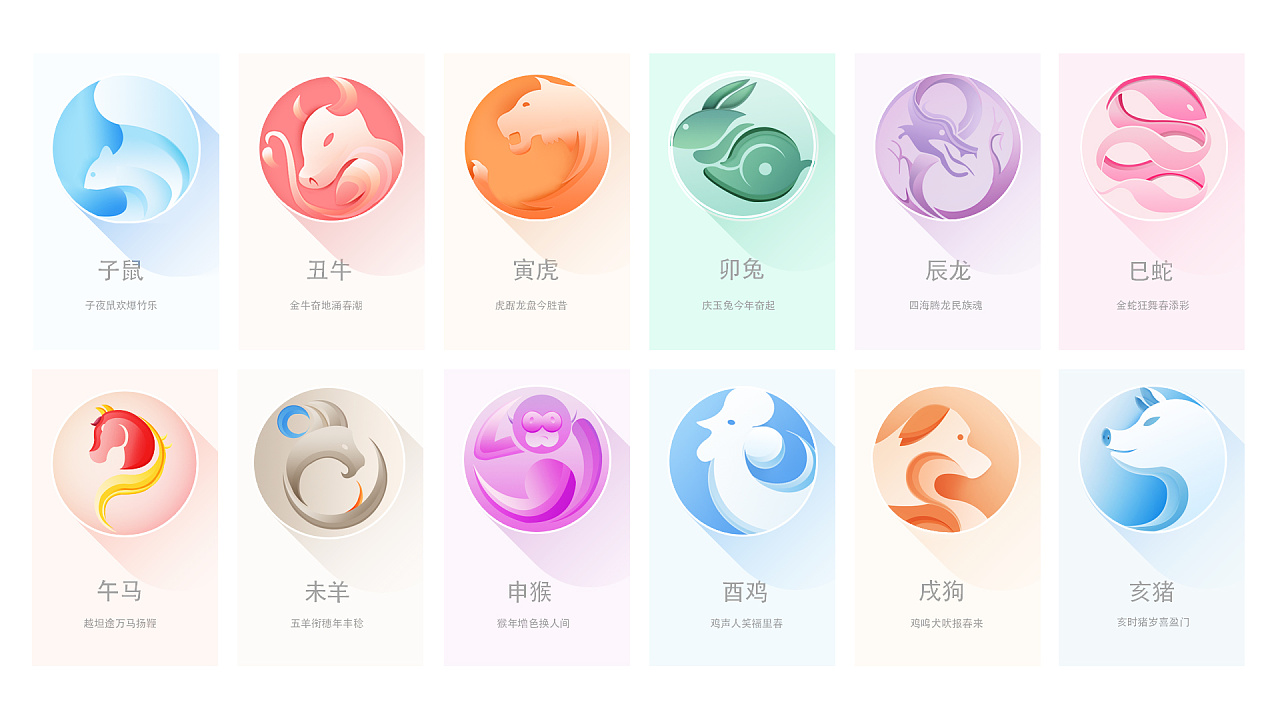 子鼠
子夜鼠欢爆竹乐
丑牛
金牛奋地涌春潮
寅虎
虎踞龙盘今胜昔
卯兔
庆玉兔今年奋起
辰龙
四海腾龙民族魂
巳蛇
金蛇狂舞春添彩
午马
越坦途万马扬鞭
未羊
五羊衔穗年丰稔
申猴
猴年增色换人间
酉鸡
鸡声人笑福里春
戌狗
鸡鸣犬吠报春来
亥猪
亥时猪岁喜盈门